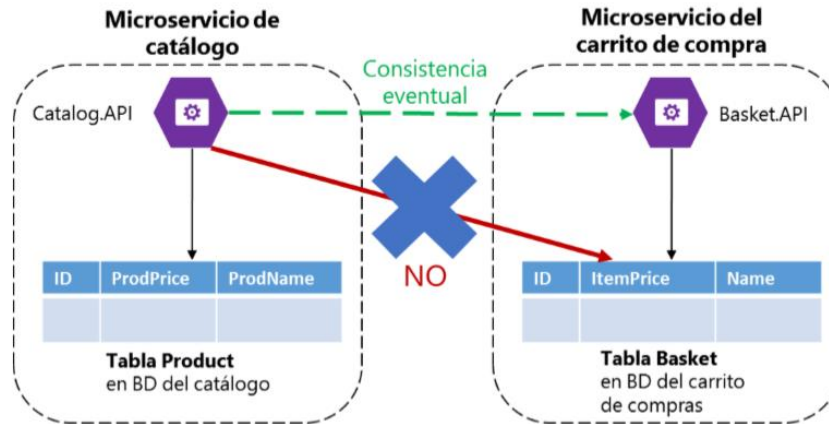 Microservicio de
catálogo
Microservicio del
carrito de compra
Consistencia
eventual
Catalog.API
Basket.API
NO
ID ProdPrice ProdName
ID ItemPrice Name
Tabla Product
en BD del catálogo
Tabla Basket
en BD del carrito
de compras